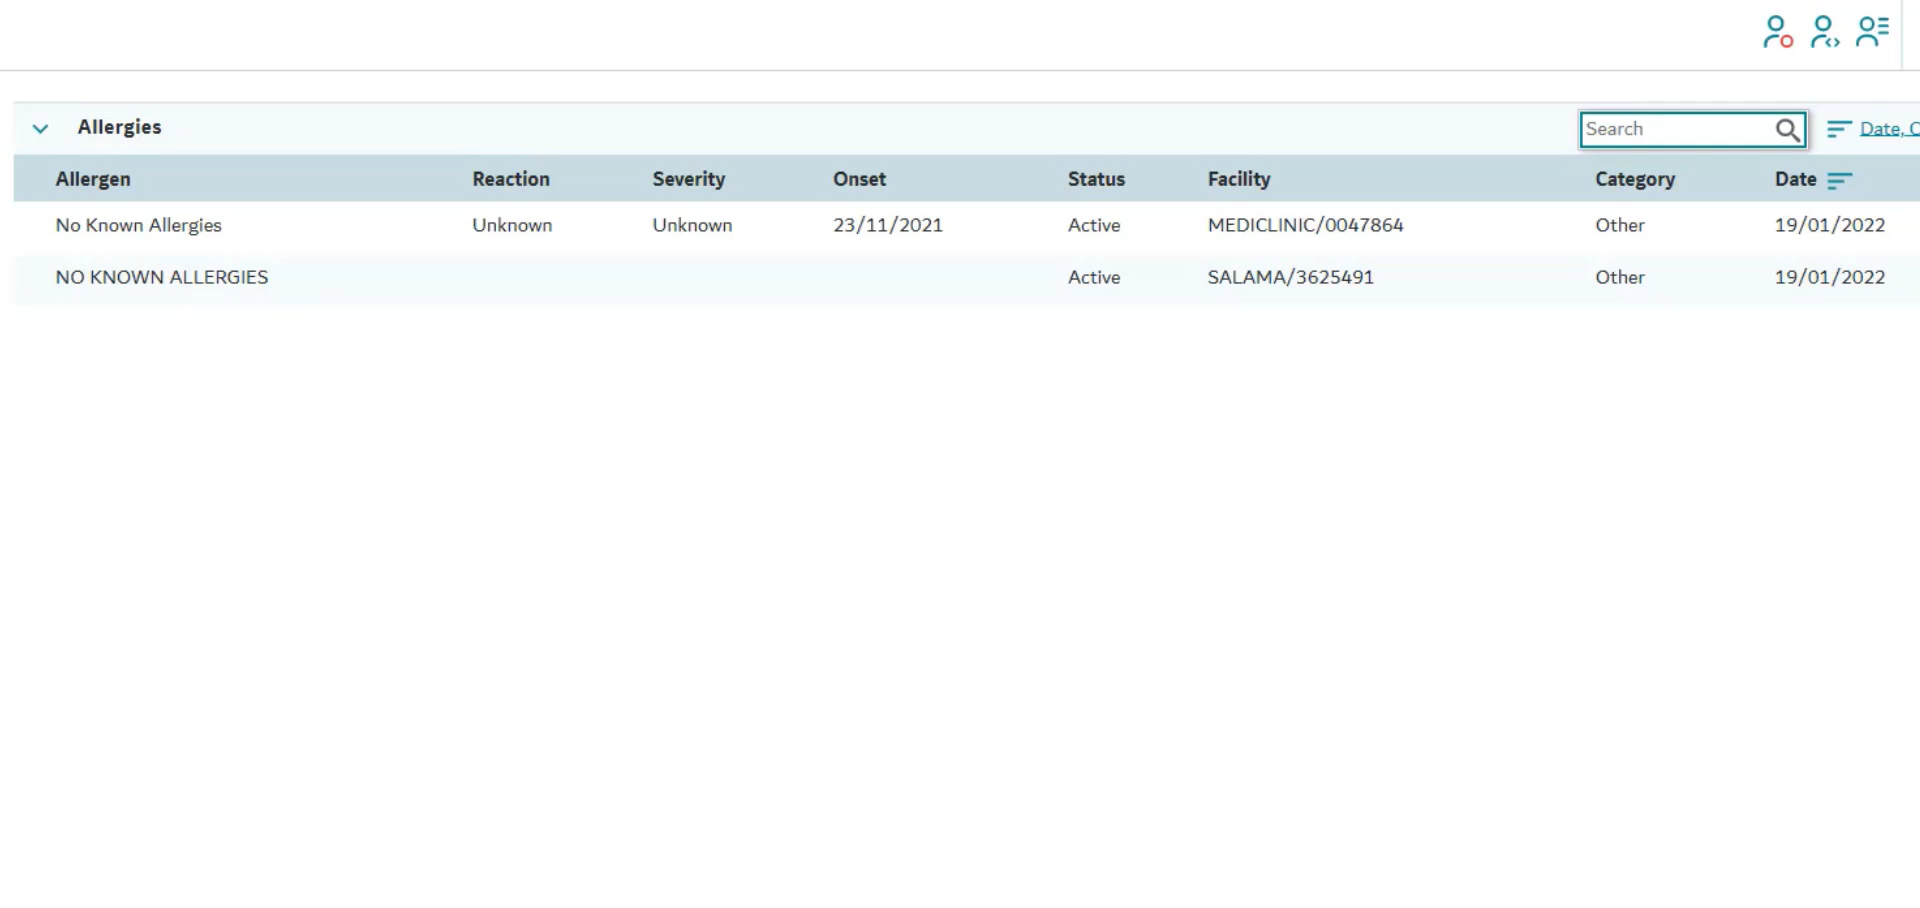 Allergies Search Date, C
Allergen Reaction Severity Onset Status Facility Category Date
No Known Allergies Unknown Unknown 23/11/2021 Active MEDICLINIC/0047864 Other 19/01/2022
NO KNOWN ALLERGIES Active SALAMA/3625491 Other 19/01/2022